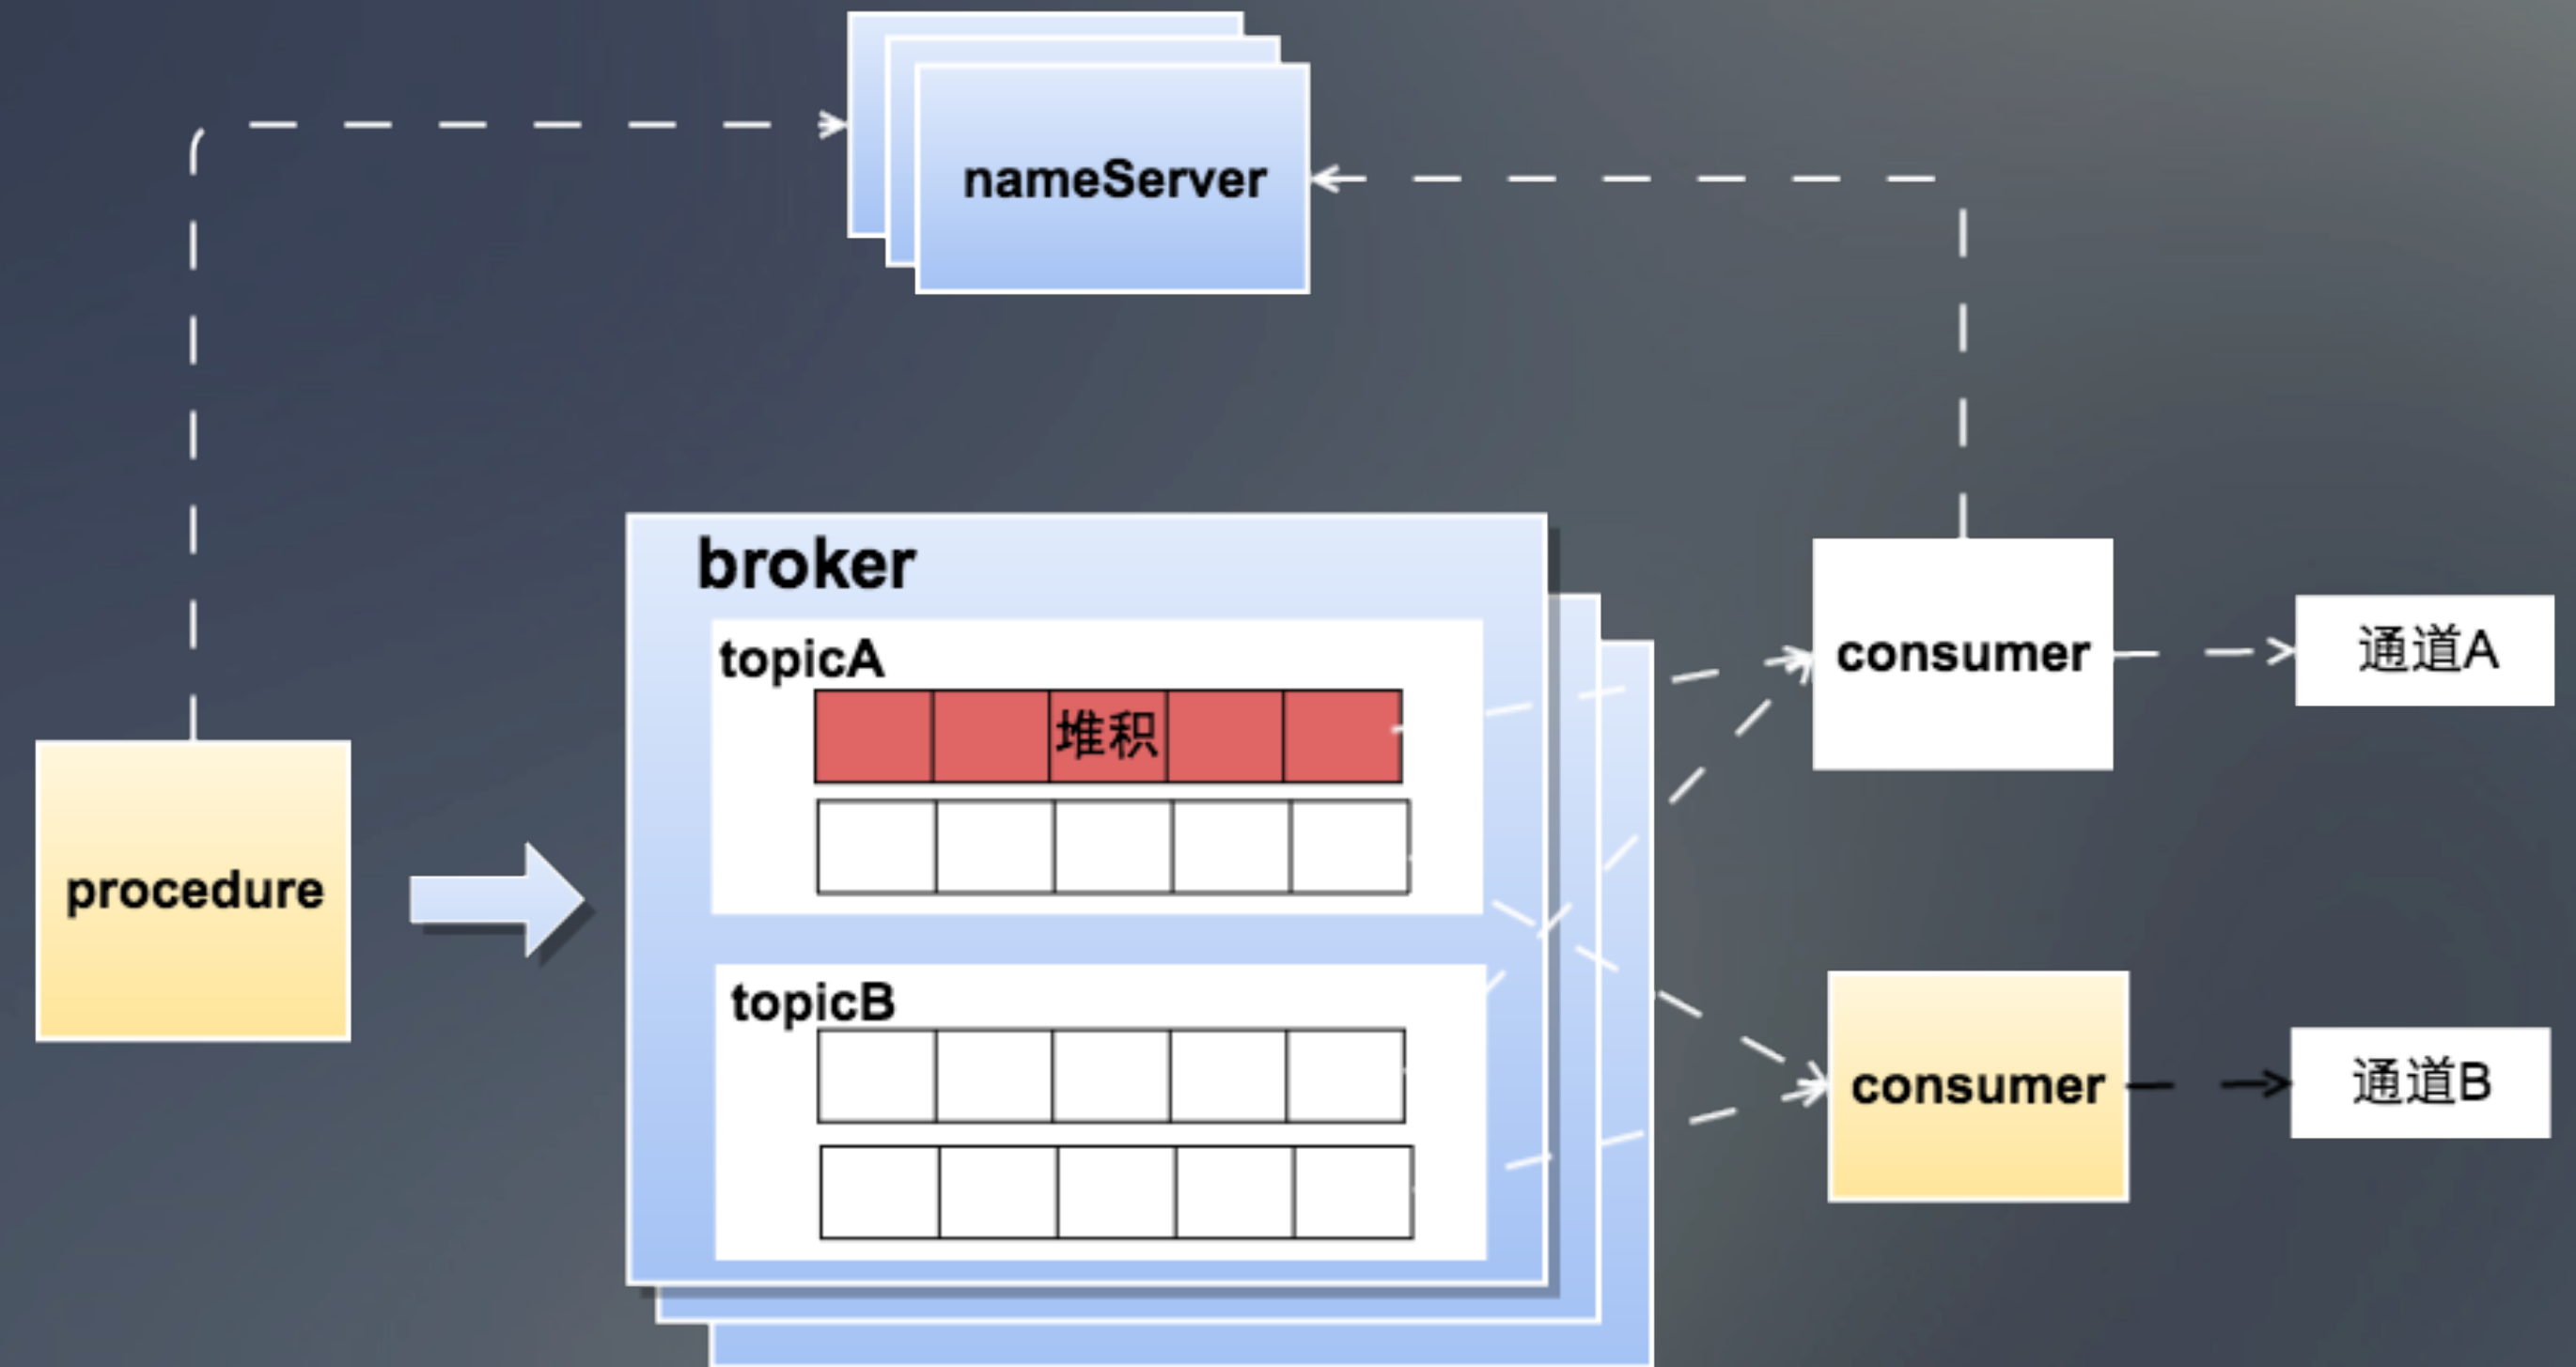 nameServer
broker
topicA
堆积
consumer
通道A
procedure
topicB
consumer
通道B